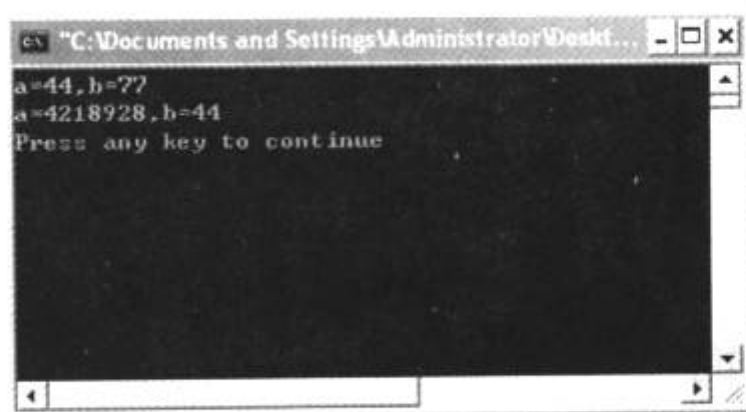 "C:\Documents and Settings\Administrator\Deskt...
a=44,b=77
a=4218928,b=44
Press any key to continue